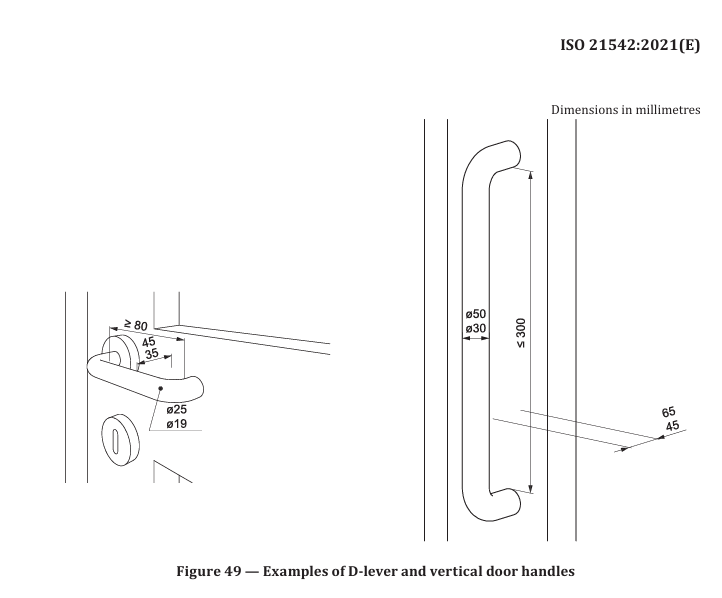 ISO 21542:2021(E)
Dimensions in millimetres
≥ 80
45
35
ø25
ø19
ø50
ø30
≤ 300
65
45
Figure 49 — Examples of D-lever and vertical door handles